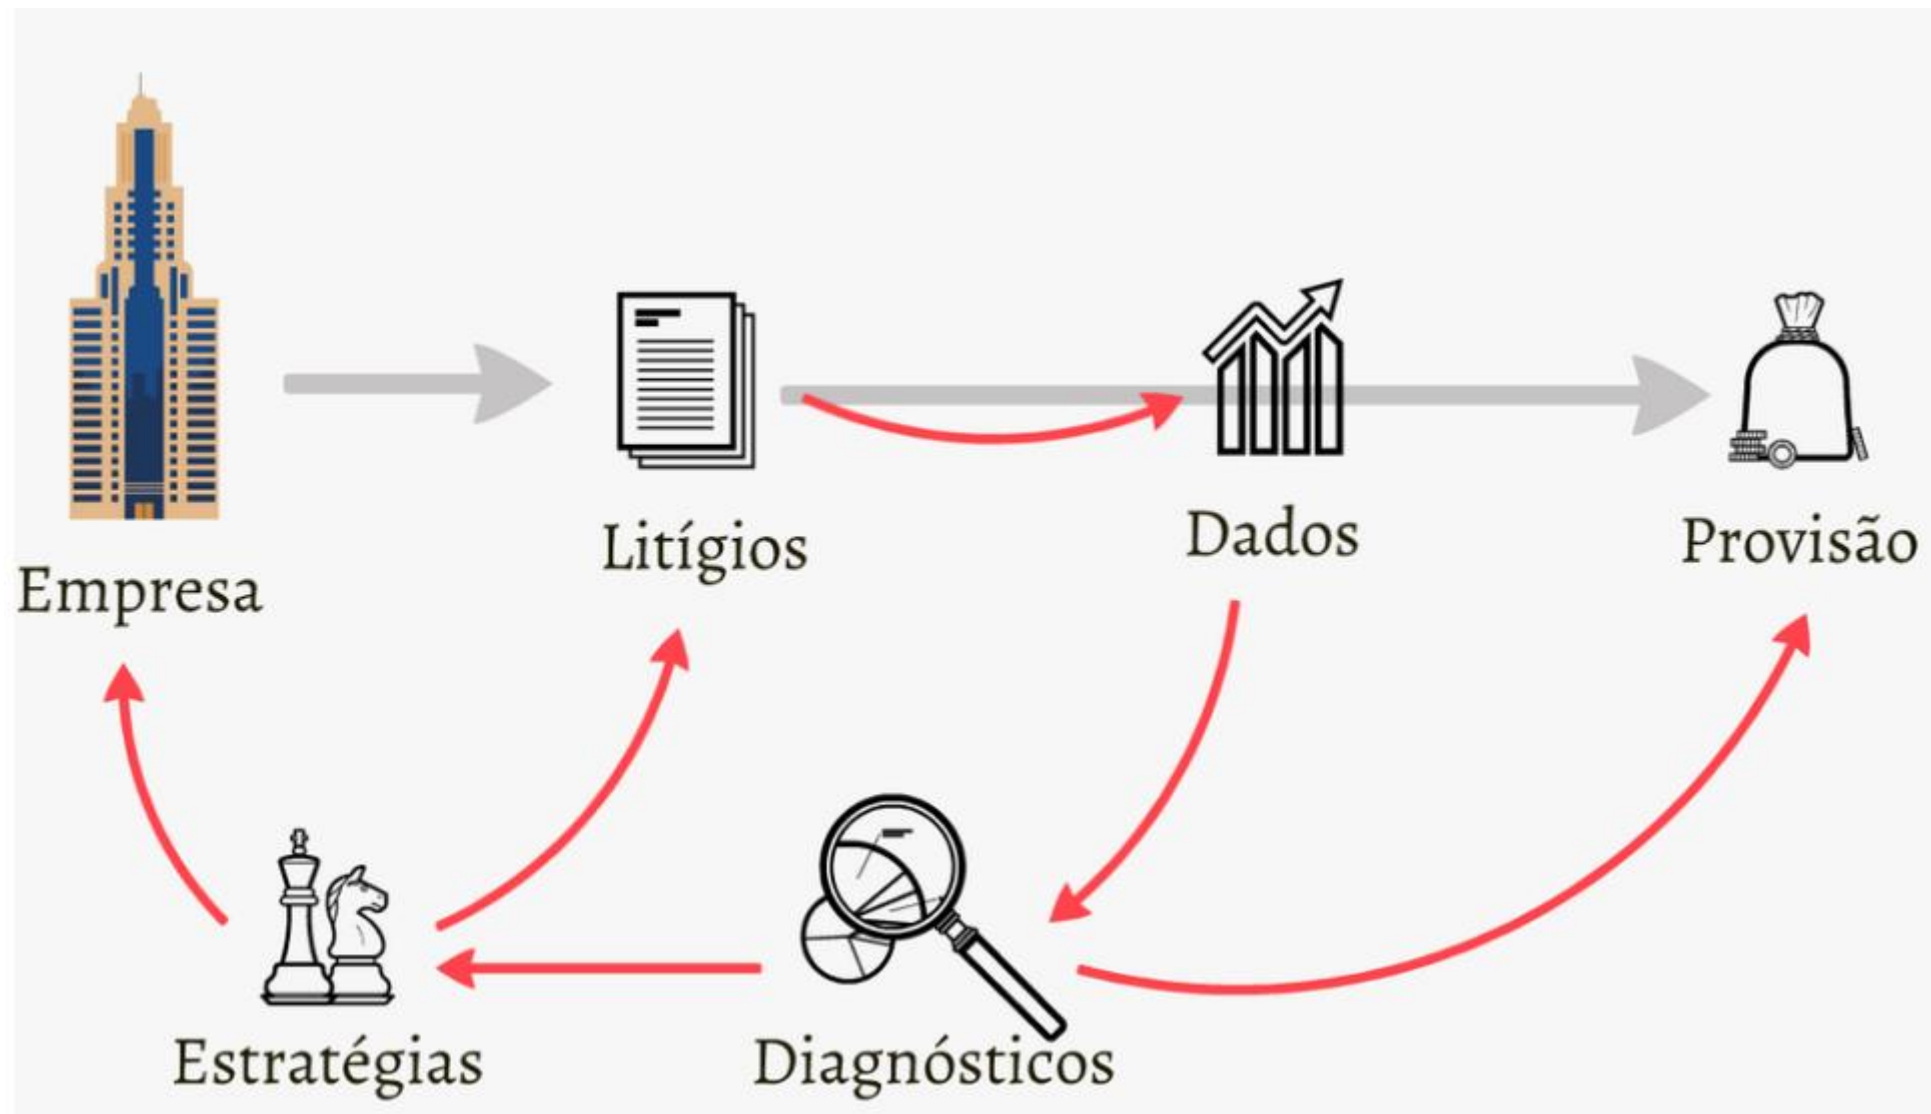 Empresa
Litígios
Dados
Provisão
Estratégias
Diagnósticos